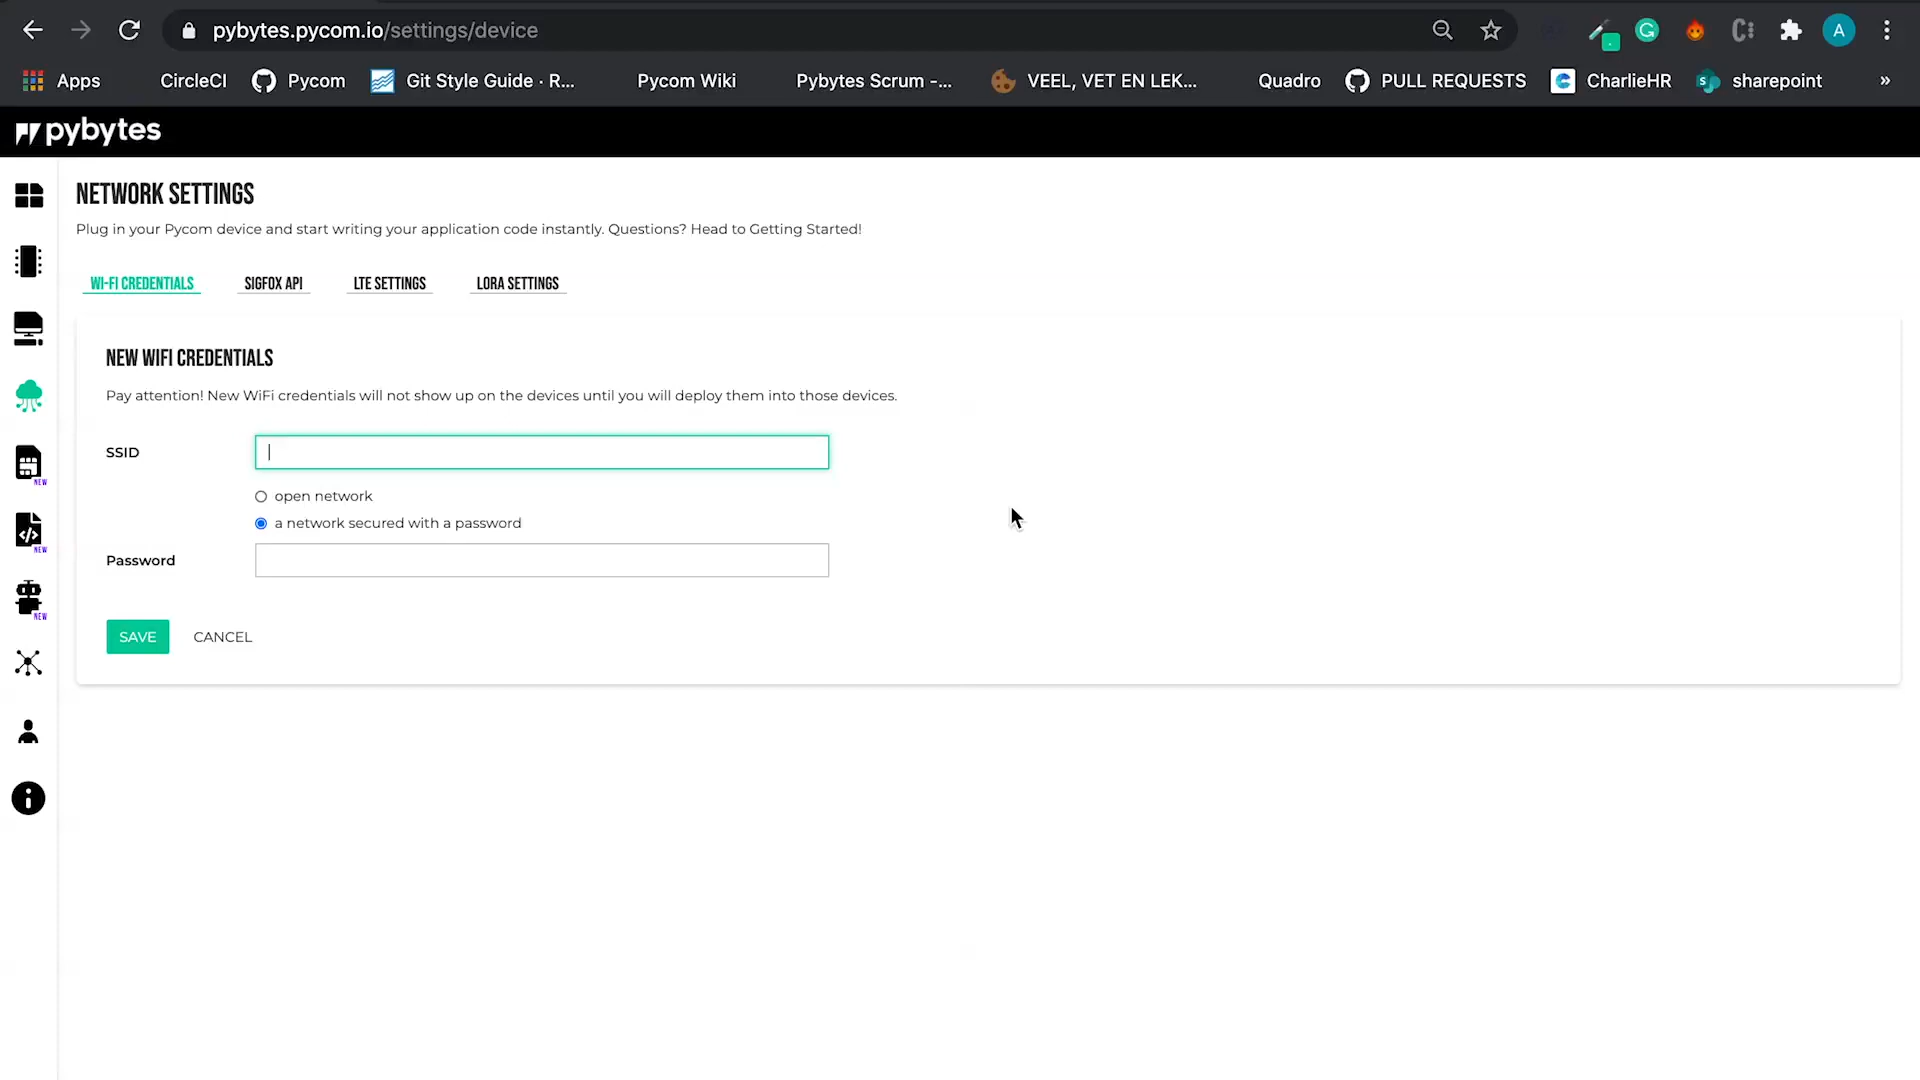 pybytes.pycom.io/settings/device
A
Apps CircleCI Pycom Git Style Guide · R... Pycom Wiki Pybytes Scrum -... VEEL, VET EN LEK... Quadro PULL REQUESTS CharlieHR sharepoint »
pybytes
NETWORK SETTINGS
Plug in your Pycom device and start writing your application code instantly. Questions? Head to Getting Started!
WI-FI CREDENTIALS SIGFOX API LTE SETTINGS LORA SETTINGS
NEW WIFI CREDENTIALS
Pay attention! New WiFi credentials will not show up on the devices until you will deploy them into those devices.
SSID
open network
a network secured with a password
Password
SAVE CANCEL
NEW
NEW
NEW